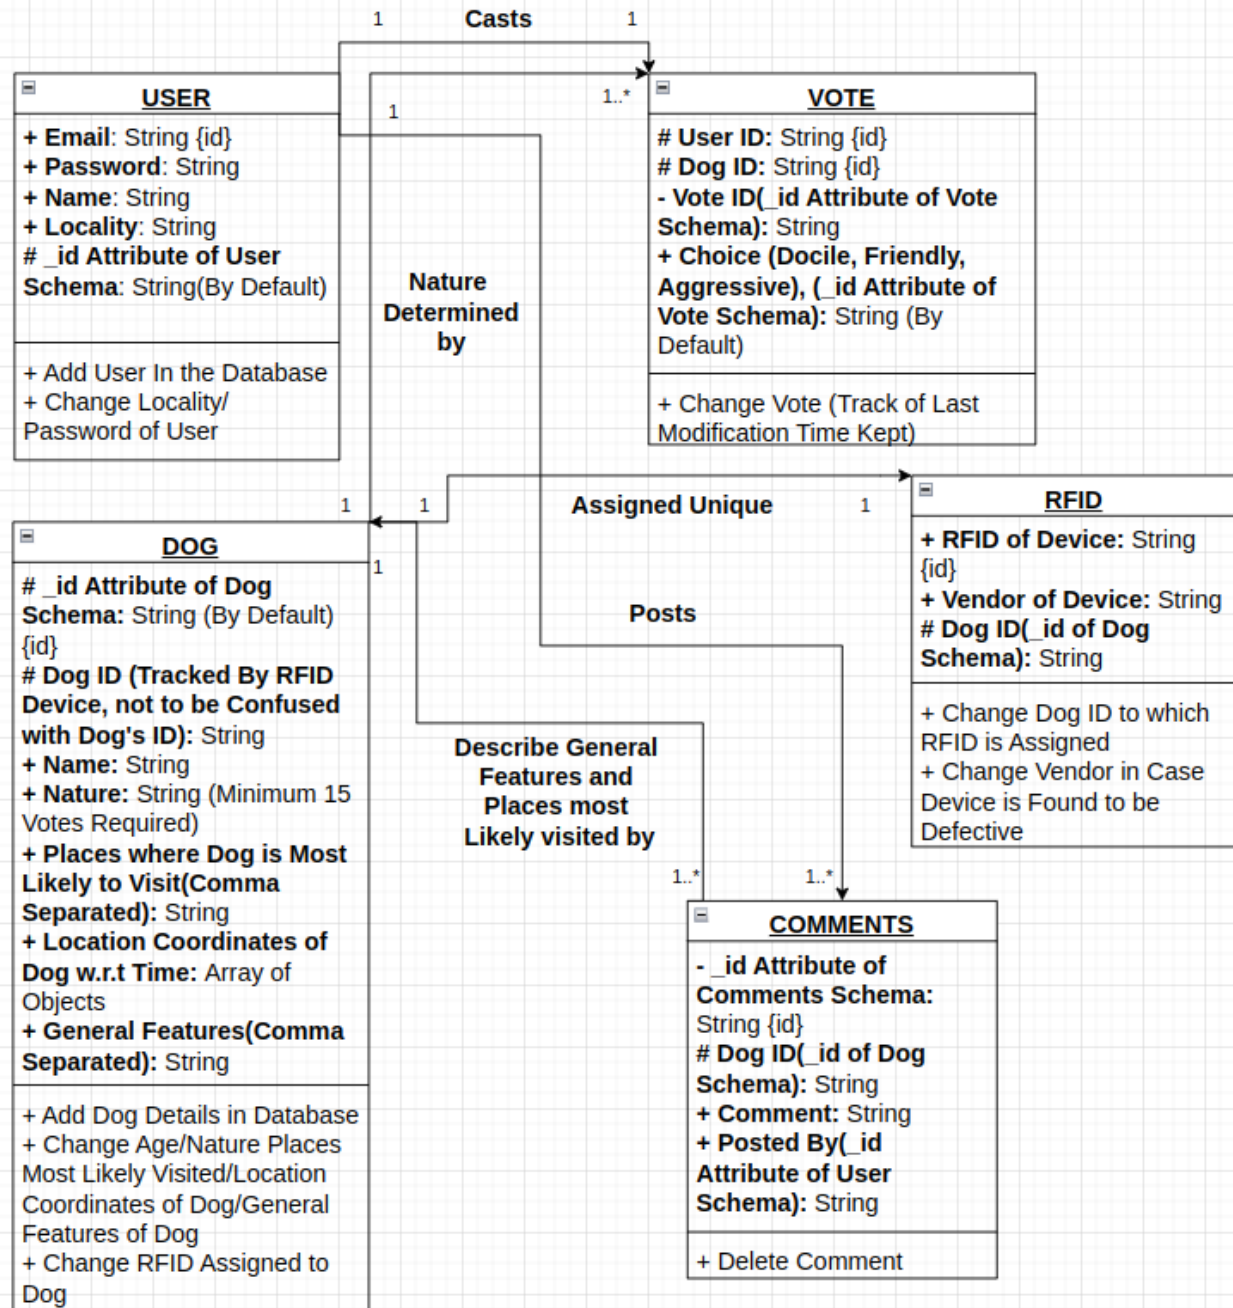 1
Casts
1
USER
+ Email: String {id}
+ Password: String
+ Name: String
+ Locality: String
# _id Attribute of User
Schema: String(By Default)
+ Add User In the Database
+ Change Locality/
Password of User
1
1..*
VOTE
# User ID: String {id}
# Dog ID: String {id}
- Vote ID(_id Attribute of Vote
Schema): String
+ Choice (Docile, Friendly,
Aggressive), (_id Attribute of
Vote Schema): String (By
Default)
+ Change Vote (Track of Last
Modification Time Kept)
Nature
Determined
by
1
1
Assigned Unique
1
RFID
+ RFID of Device: String
{id}
+ Vendor of Device: String
# Dog ID(_id of Dog
Schema): String
+ Change Dog ID to which
RFID is Assigned
+ Change Vendor in Case
Device is Found to be
Defective
DOG
1
# _id Attribute of Dog
Schema: String (By Default)
{id}
# Dog ID (Tracked By RFID
Device, not to be Confused
with Dog's ID): String
+ Name: String
+ Nature: String (Minimum 15
Votes Required)
+ Places where Dog is Most
Likely to Visit(Comma
Separated): String
+ Location Coordinates of
Dog w.r.t Time: Array of
Objects
+ General Features(Comma
Separated): String
+ Add Dog Details in Database
+ Change Age/Nature Places
Most Likely Visited/Location
Coordinates of Dog/General
Features of Dog
+ Change RFID Assigned to
Dog
Posts
Describe General
Features and
Places most
Likely visited by
1..*
1..*
COMMENTS
- _id Attribute of
Comments Schema:
String {id}
# Dog ID(_id of Dog
Schema): String
+ Comment: String
+ Posted By(_id
Attribute of User
Schema): String
+ Delete Comment